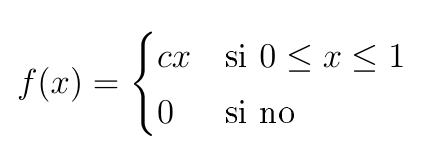 f(x) = { cx si 0 ≤ x ≤ 1
0 si no